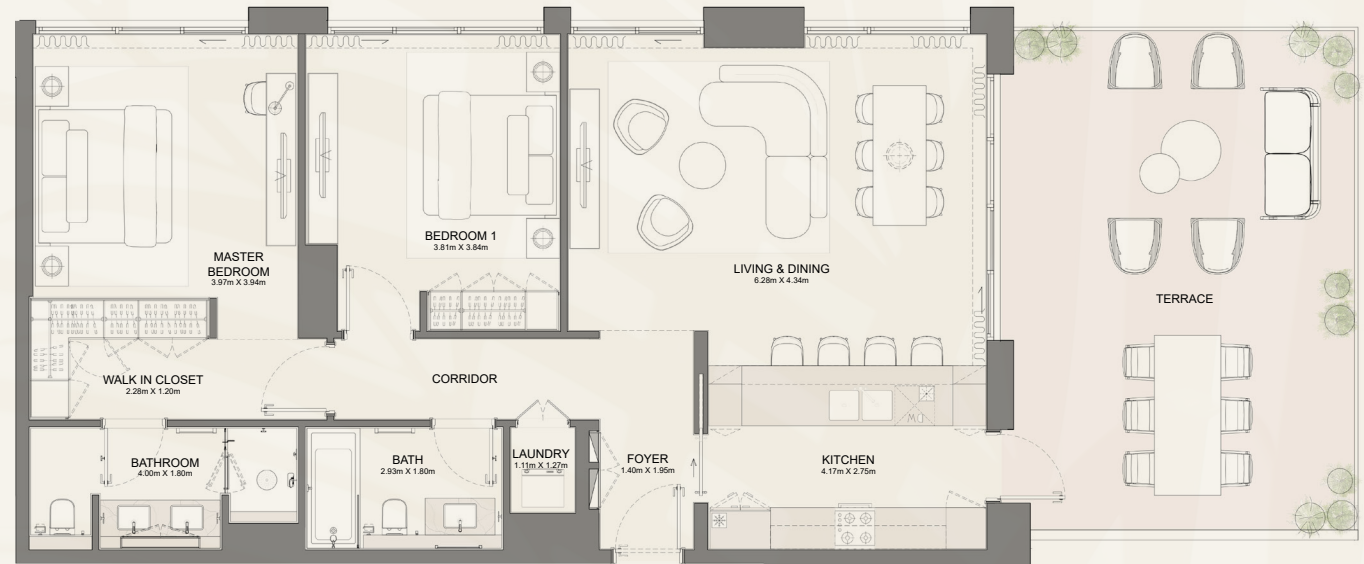 MASTER
BEDROOM
3.97m X 3.94m
BEDROOM 1
3.81m X 3.84m
LIVING & DINING
6.28m X 4.34m
TERRACE
WALK IN CLOSET
2.28m X 1.20m
CORRIDOR
BATHROOM
4.00m X 1.80m
BATH
2.93m X 1.80m
LAUNDRY
1.11m X 1.27m
FOYER
1.40m X 1.95m
KITCHEN
4.17m X 2.75m